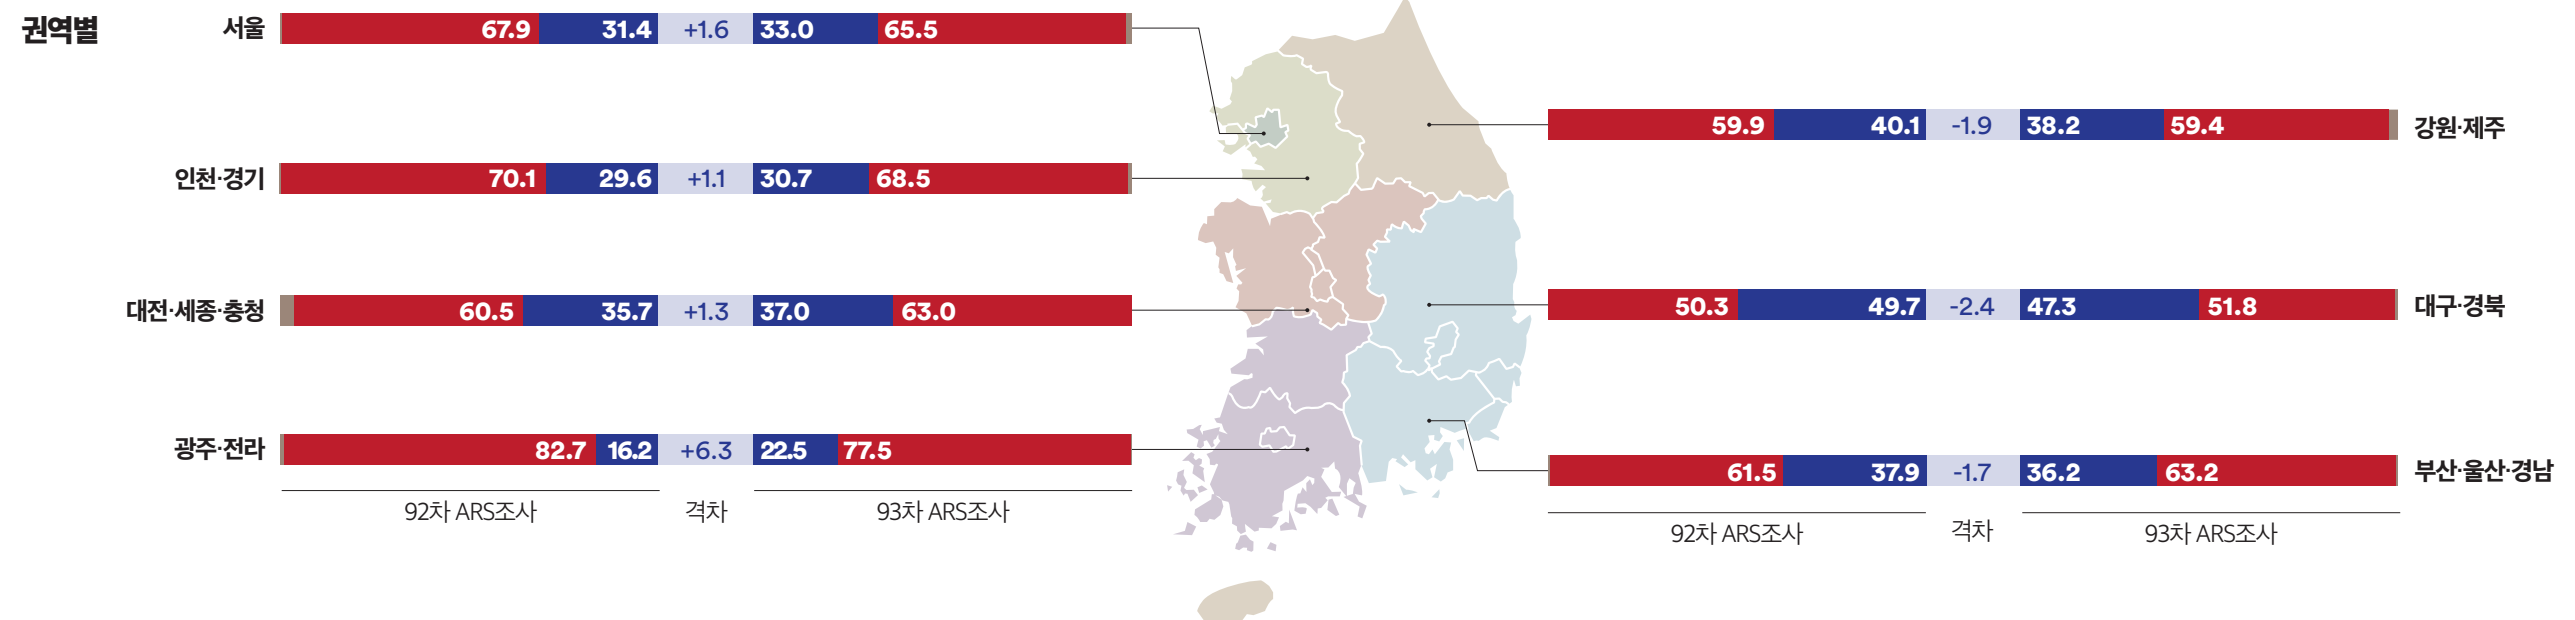 권역별
서울 67.9 31.4 +1.6 33.0 65.5
인천·경기 70.1 29.6 +1.1 30.7 68.5
대전·세종·충청 60.5 35.7 +1.3 37.0 63.0
광주·전라 82.7 16.2 +6.3 22.5 77.5
92차 ARS조사 격차 93차 ARS조사
59.9 40.1 -1.9 38.2 59.4 강원·제주
50.3 49.7 -2.4 47.3 51.8 대구·경북
61.5 37.9 -1.7 36.2 63.2 부산·울산·경남
92차 ARS조사 격차 93차 ARS조사